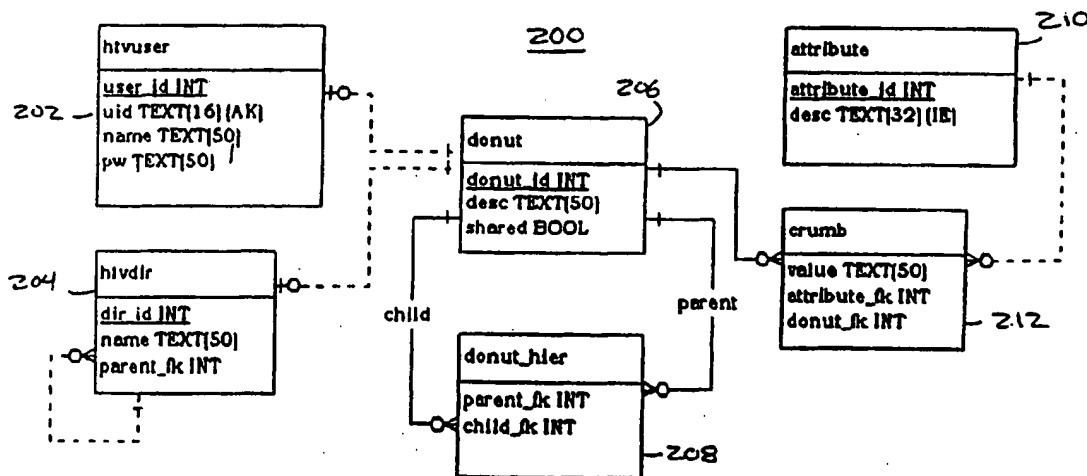 200
htvuser
user_id INT
uid TEXT(16) (AK)
name TEXT(50)
pw TEXT(50)
202
htvdir
dir_id INT
name TEXT(50)
parent_fk INT
204
donut
donut_id INT
desc TEXT(50)
shared BOOL
206
child
parent
donut_hier
parent_fk INT
child_fk INT
208
attribute
attribute_id INT
desc TEXT(32) (IE)
210
crumb
value TEXT(50)
attribute_fk INT
donut_fk INT
212